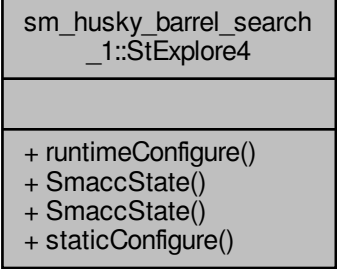 sm_husky_barrel_search
_1::StExplore4
+ runtimeConfigure()
+ SmaccState()
+ SmaccState()
+ staticConfigure()